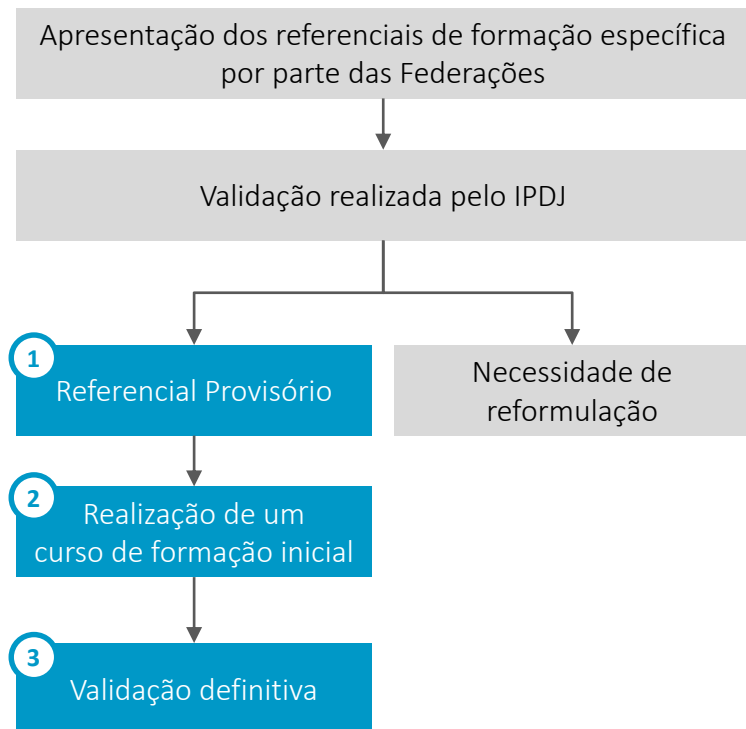 Apresentação dos referenciais de formação específica
por parte das Federações
Validação realizada pelo IPDJ
1
Referencial Provisório
Necessidade de
reformulação
2
Realização de um
curso de formação inicial
3
Validação definitiva